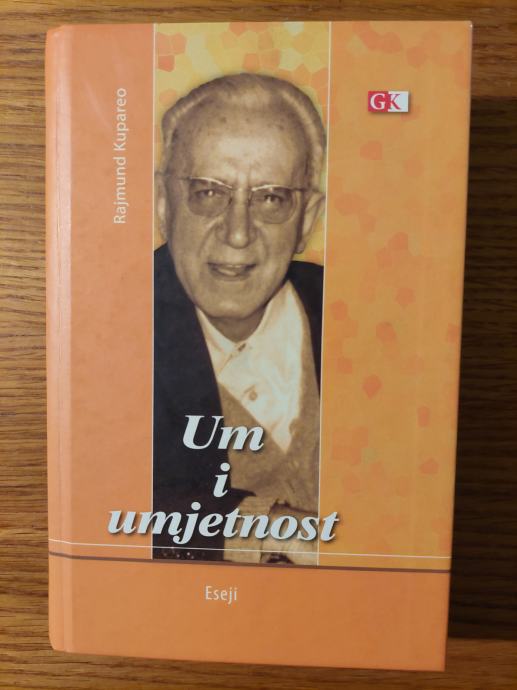 Rajmund Kupareo
GK
Um
i
umjetnost
Eseji